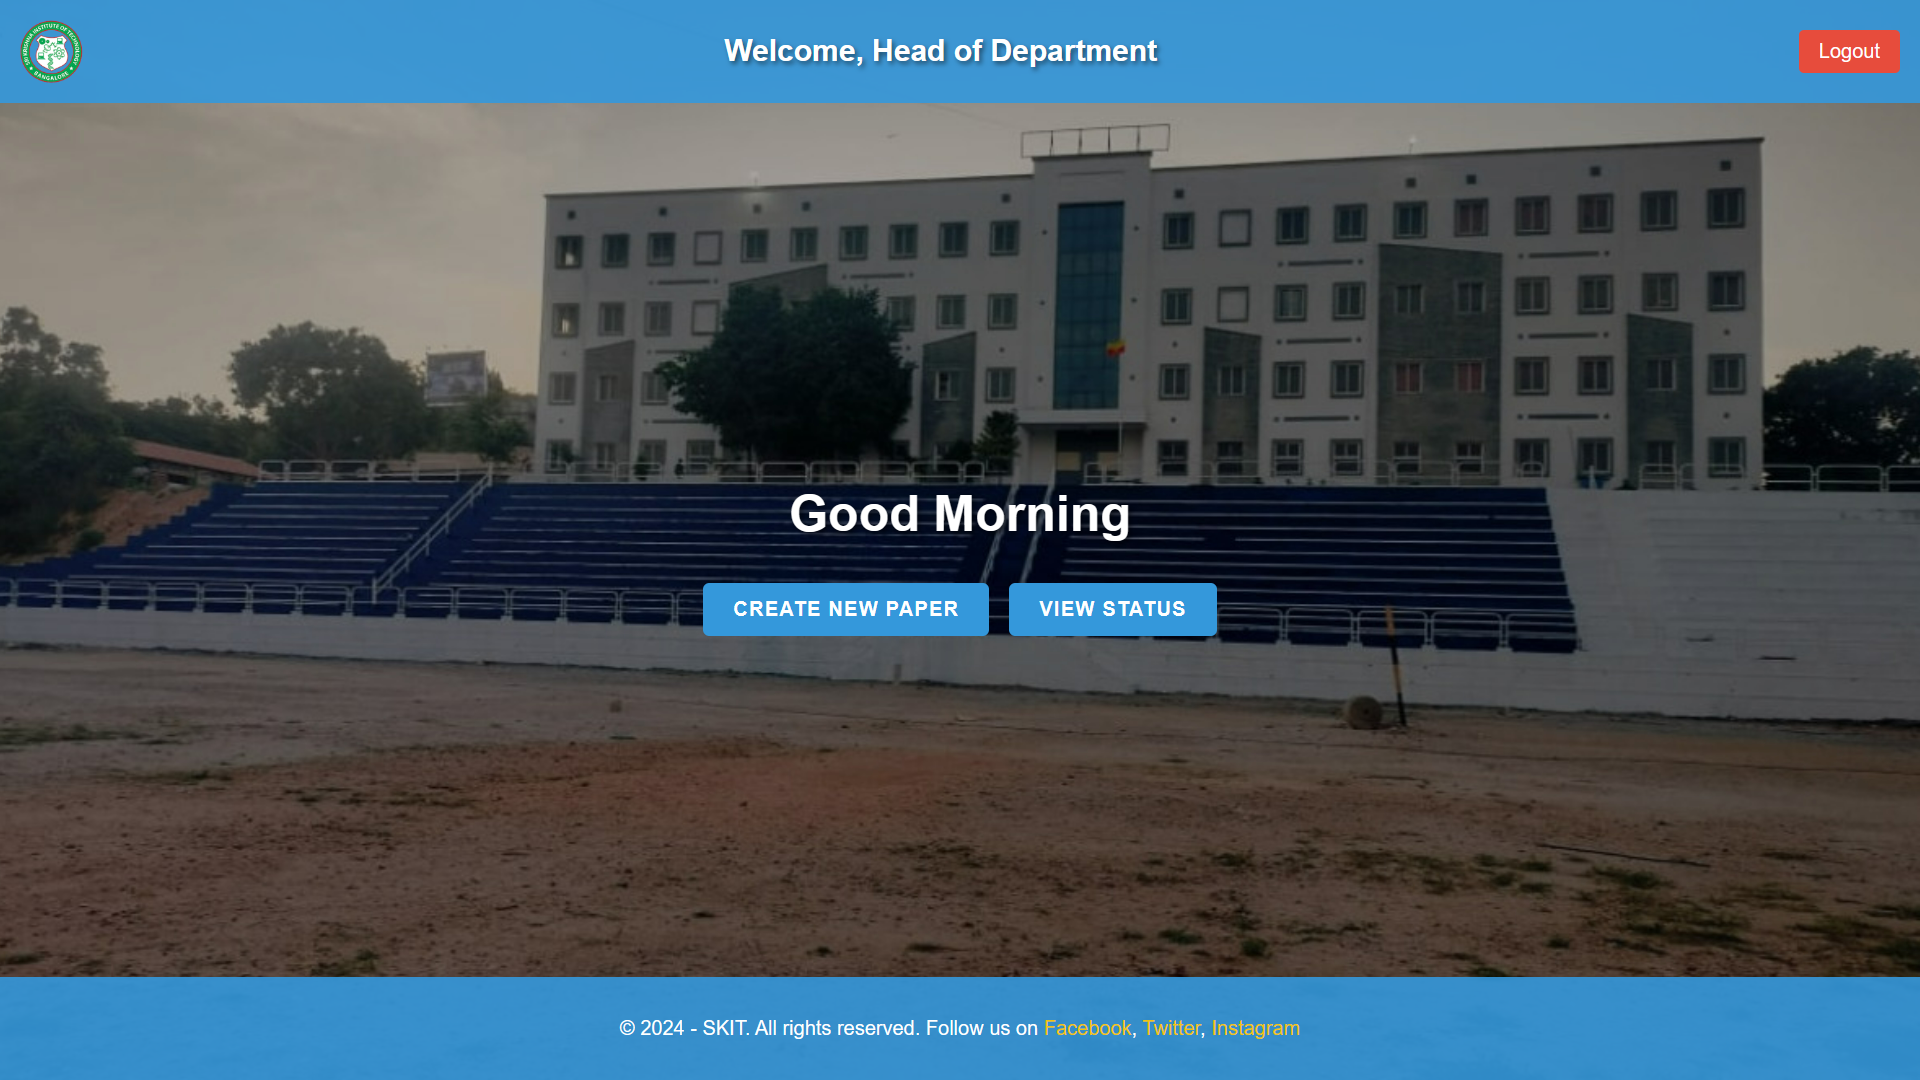 SRI KRISHNA INSTITUTE OF TECHNOLOGY
BANGALORE
Welcome, Head of Department
Logout
Good Morning
CREATE NEW PAPER
VIEW STATUS
© 2024 - SKIT. All rights reserved. Follow us on Facebook, Twitter, Instagram